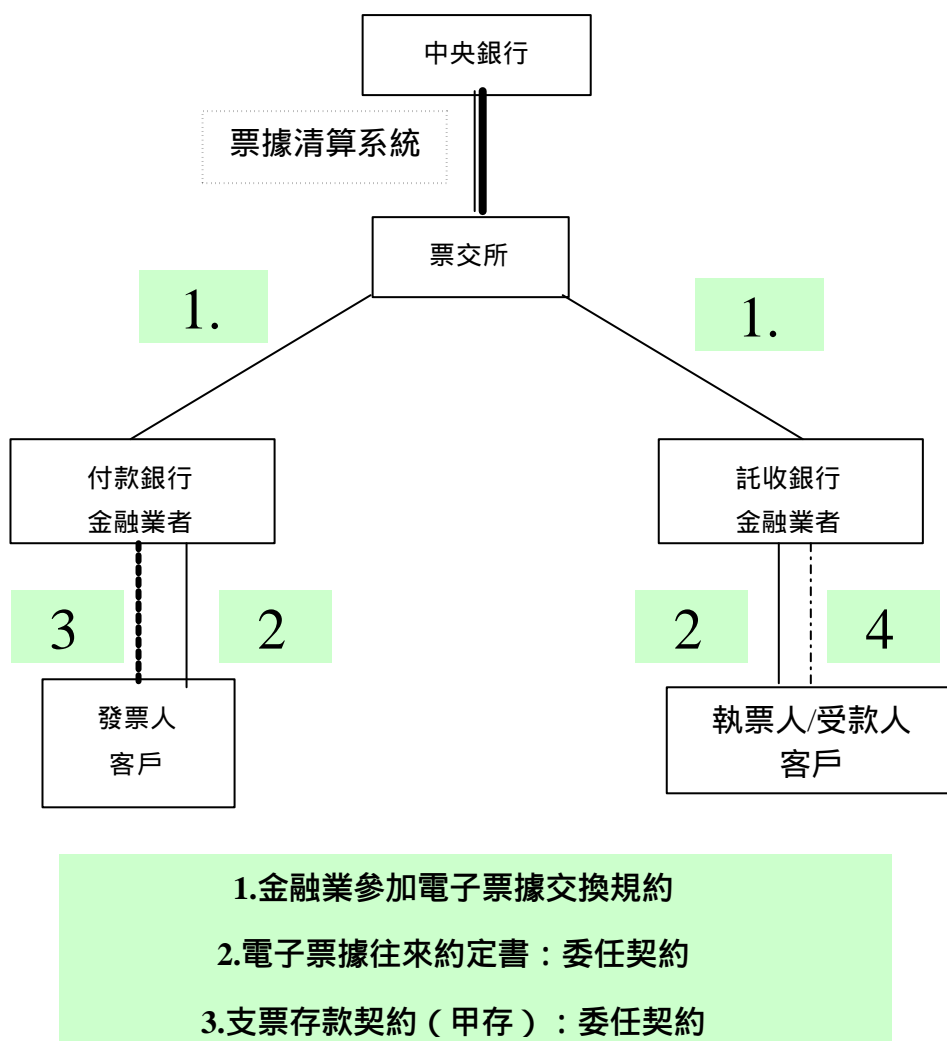 中央銀行
票據清算系統
票交所
1.
1.
付款銀行
金融業者
託收銀行
金融業者
3
2
2
4
發票人
客戶
執票人/受款人
客戶
1.金融業參加電子票據交換規約
2.電子票據往來約定書：委任契約
3.支票存款契約（甲存）：委任契約